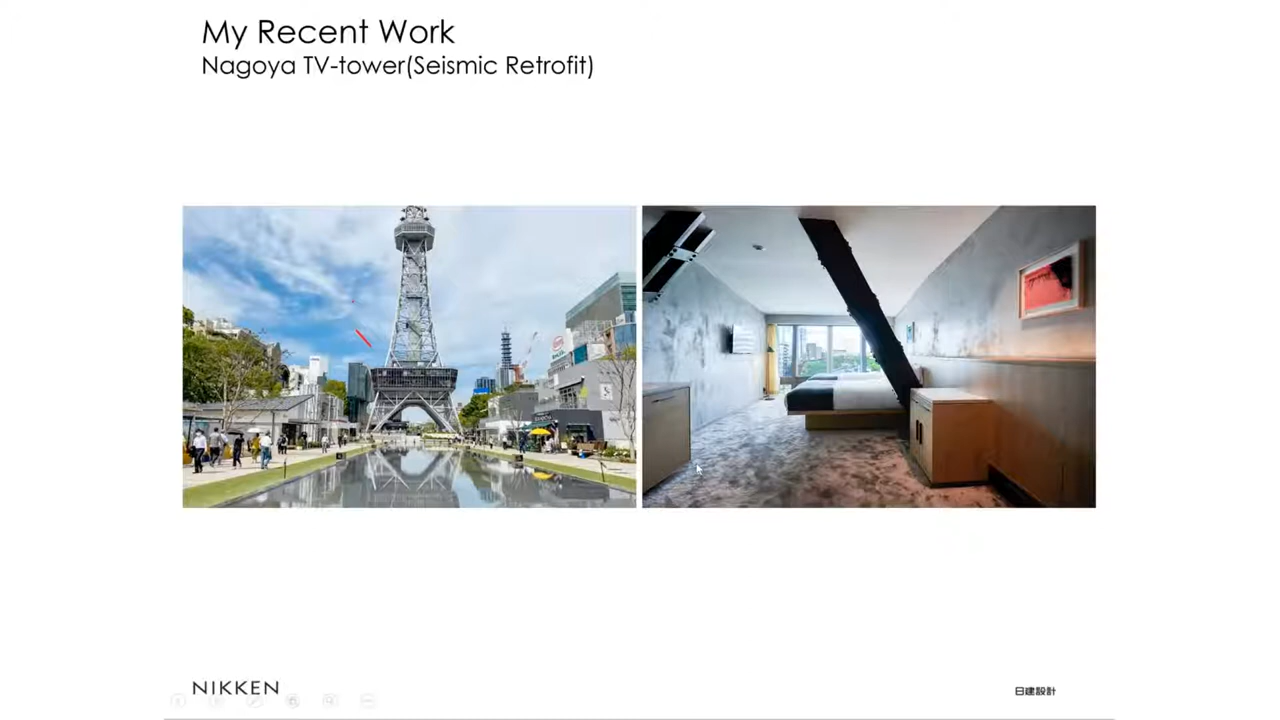 My Recent Work
Nagoya TV-tower(Seismic Retrofit)
NIKKEN
日建設計